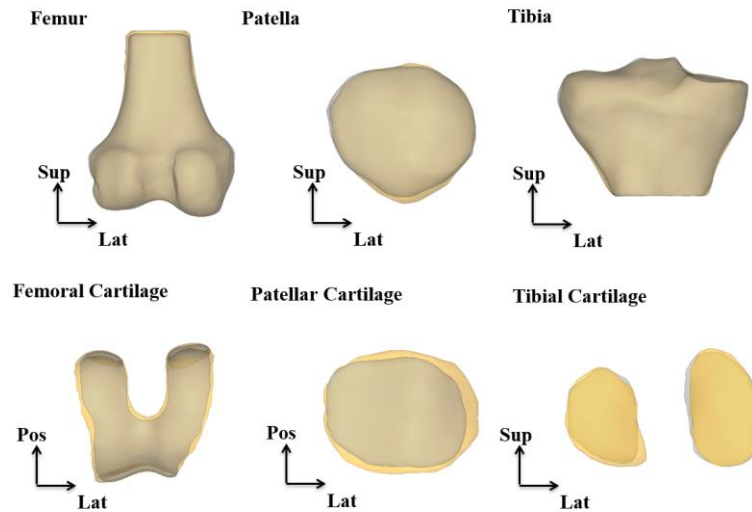 Femur
Patella
Tibia
Sup
Lat
Sup
Lat
Sup
Lat
Femoral Cartilage
Patellar Cartilage
Tibial Cartilage
Pos
Lat
Pos
Lat
Sup
Lat